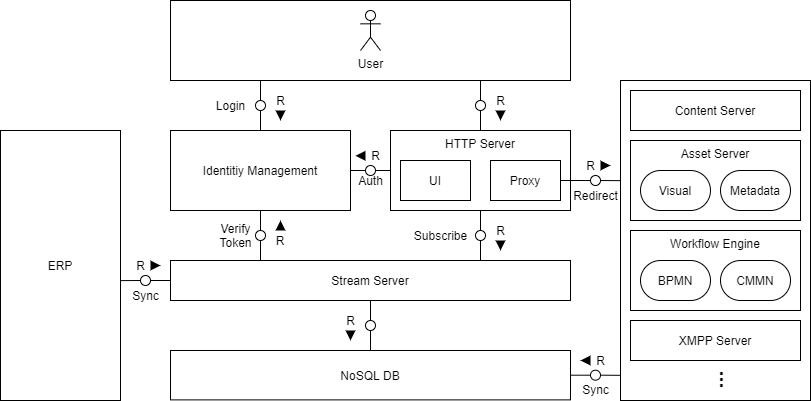 User
Login
R
R
Content Server
HTTP Server
R
R
Asset Server
Identitiy Management
Auth
UI
Proxy
Redirect
Visual
Metadata
Verify
Token
R
Subscribe
R
Workflow Engine
ERP
R
Sync
Stream Server
BPMN
CMMN
R
XMPP Server
NoSQL DB
R
Sync